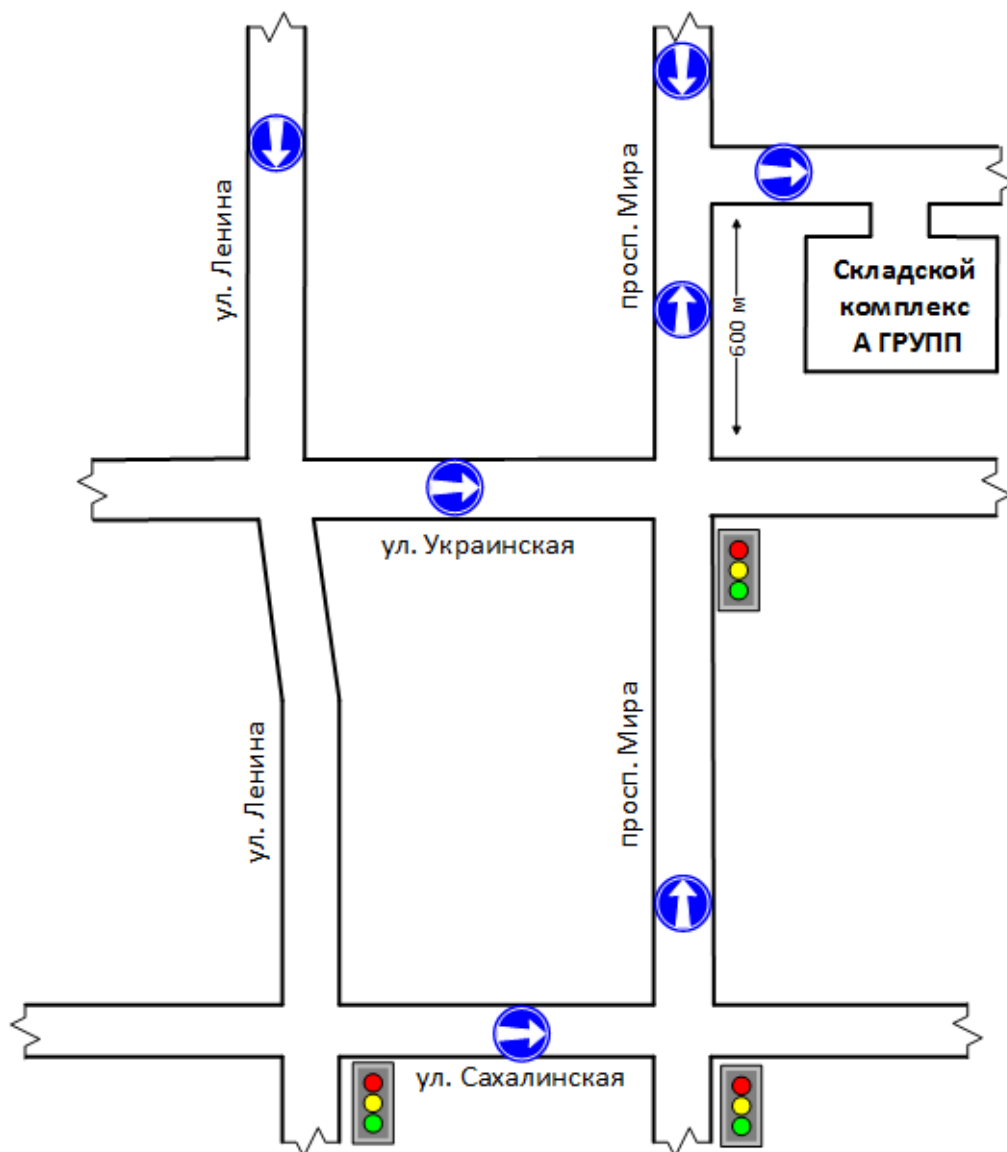 ул. Ленина
просп. Мира
Складской
комплекс
А ГРУПП
600 м
ул. Украинская
ул. Ленина
просп. Мира
ул. Сахалинская